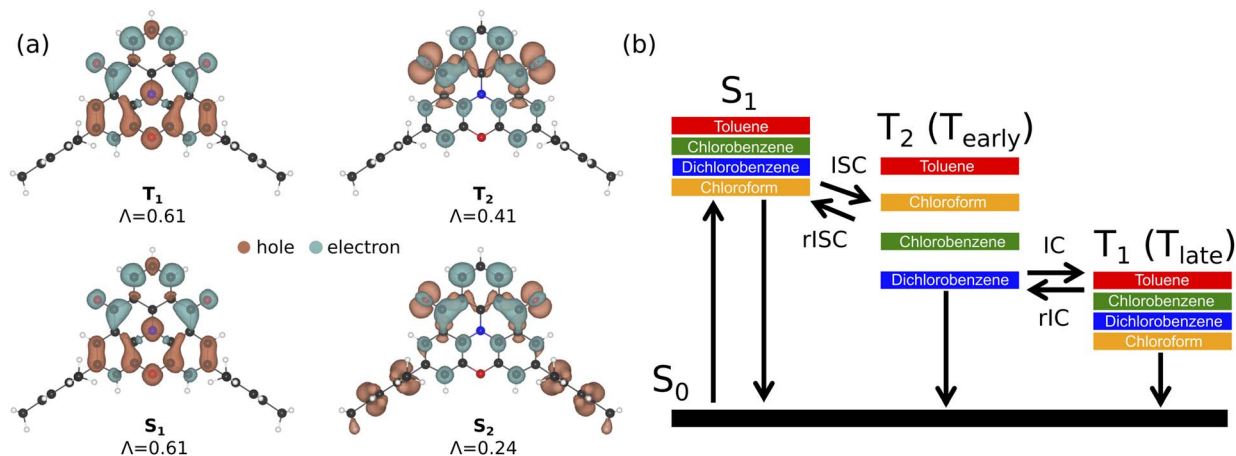 (a)
T₁
Λ=0.61
T₂
Λ=0.41
hole electron
S₁
Λ=0.61
S₂
Λ=0.24
(b)
S₁
Toluene
Chlorobenzene
Dichlorobenzene
Chloroform
ISC
rISC
T₂ (Tearly)
Toluene
Chloroform
Chlorobenzene
Dichlorobenzene
IC
rIC
T₁ (Tlate)
Toluene
Chlorobenzene
Dichlorobenzene
Chloroform
S₀